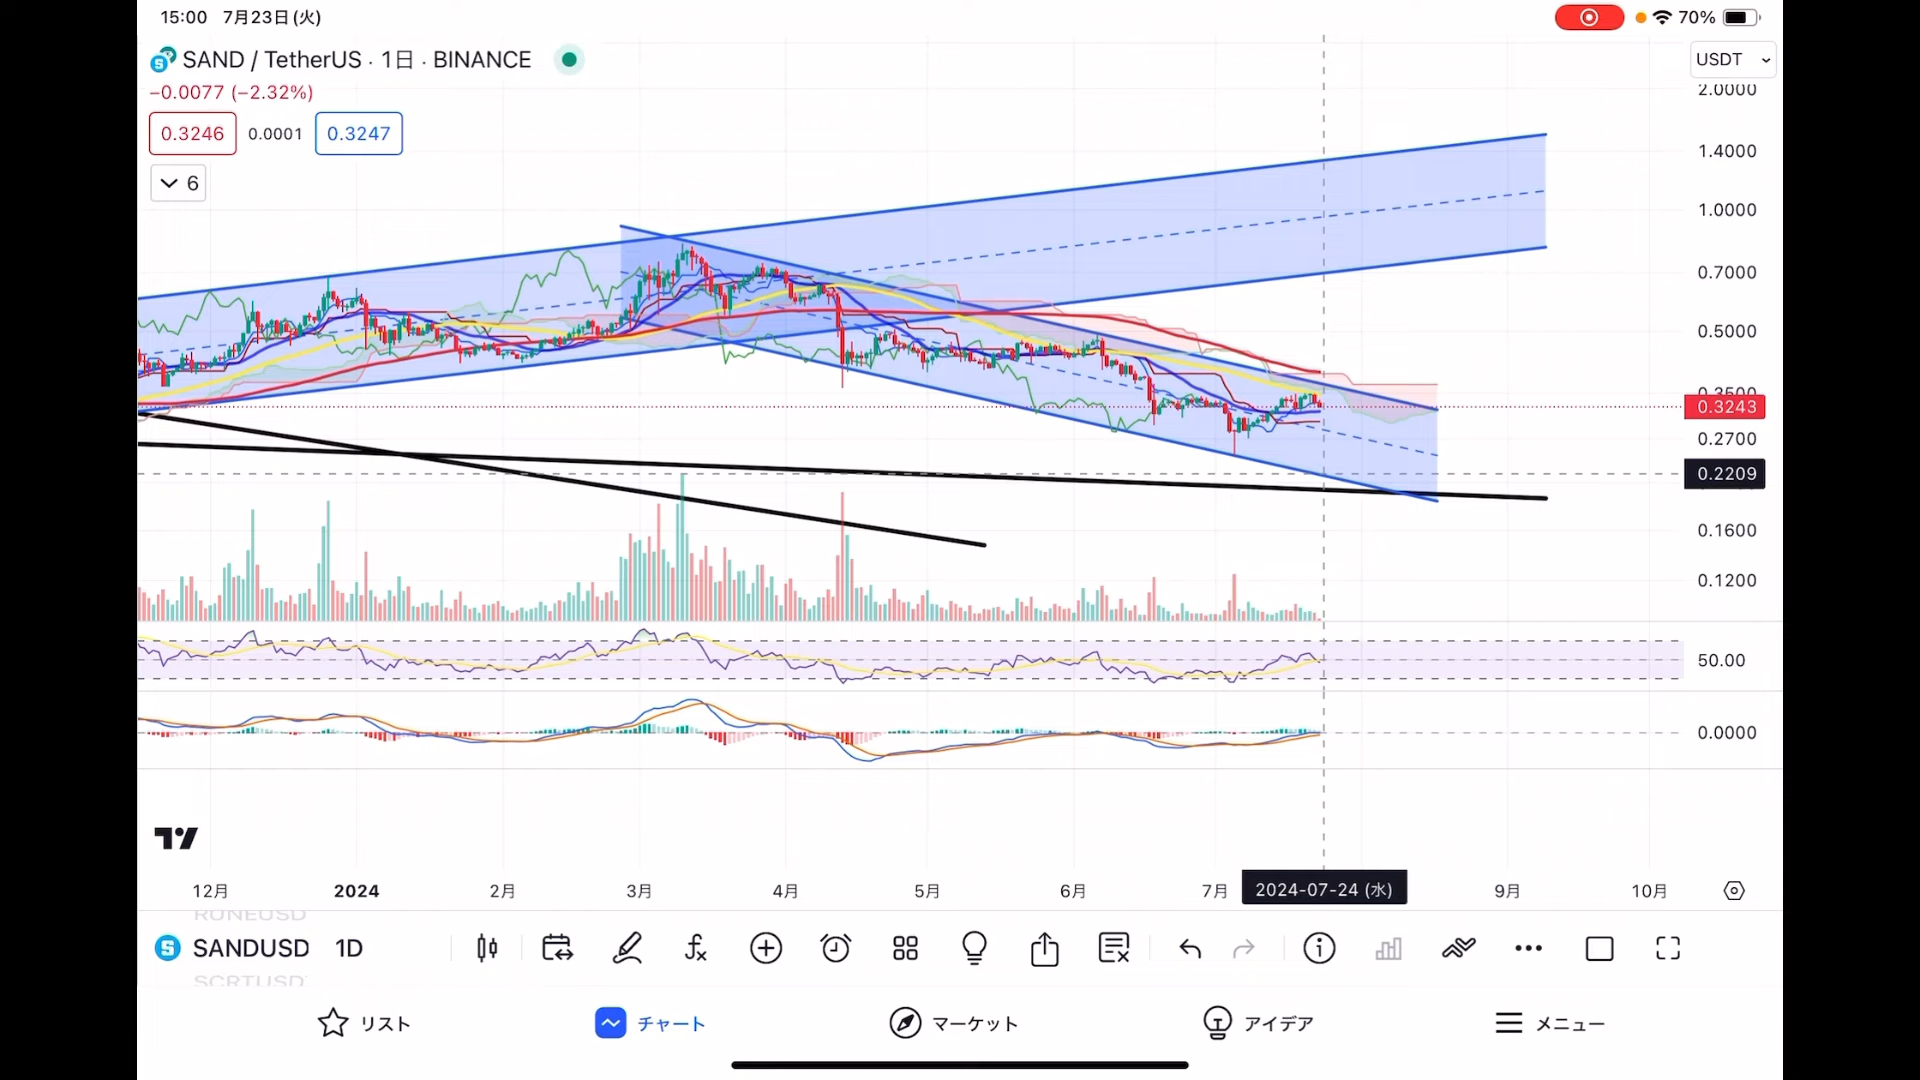 15:00 7月23日(火)
70%
SAND / TetherUS · 1日 · BINANCE
USDT
−0.0077 (−2.32%)
2.0000
0.3246 0.0001 0.3247
1.4000
6
1.0000
0.7000
0.5000
0.3500
0.3243
0.2700
0.2209
0.1600
0.1200
50.00
0.0000
12月 2024 2月 3月 4月 5月 6月 7月 2024-07-24 (水) 9月 10月
RUNEUSD
SANDUSD 1D
SCRTUSD
リスト チャート マーケット アイデア メニュー